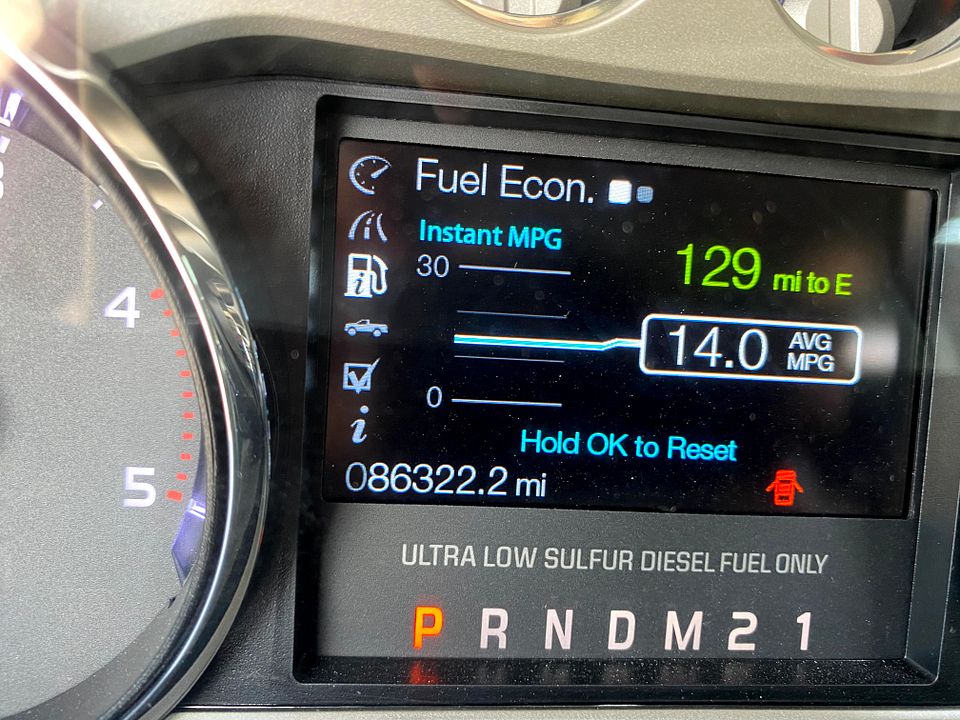 Fuel Econ.
Instant MPG
30
129 mi to E
14.0 AVG MPG
0
Hold OK to Reset
086322.2 mi
4
5
ULTRA LOW SULFUR DIESEL FUEL ONLY
P R N D M 2 1